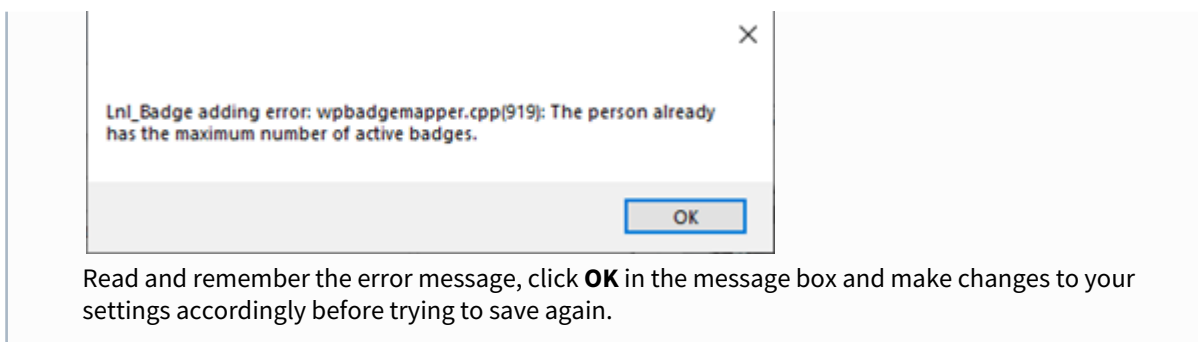 Lnl_Badge adding error: wpbadgemapper.cpp(919): The person already
has the maximum number of active badges.
OK
Read and remember the error message, click OK in the message box and make changes to your
settings accordingly before trying to save again.